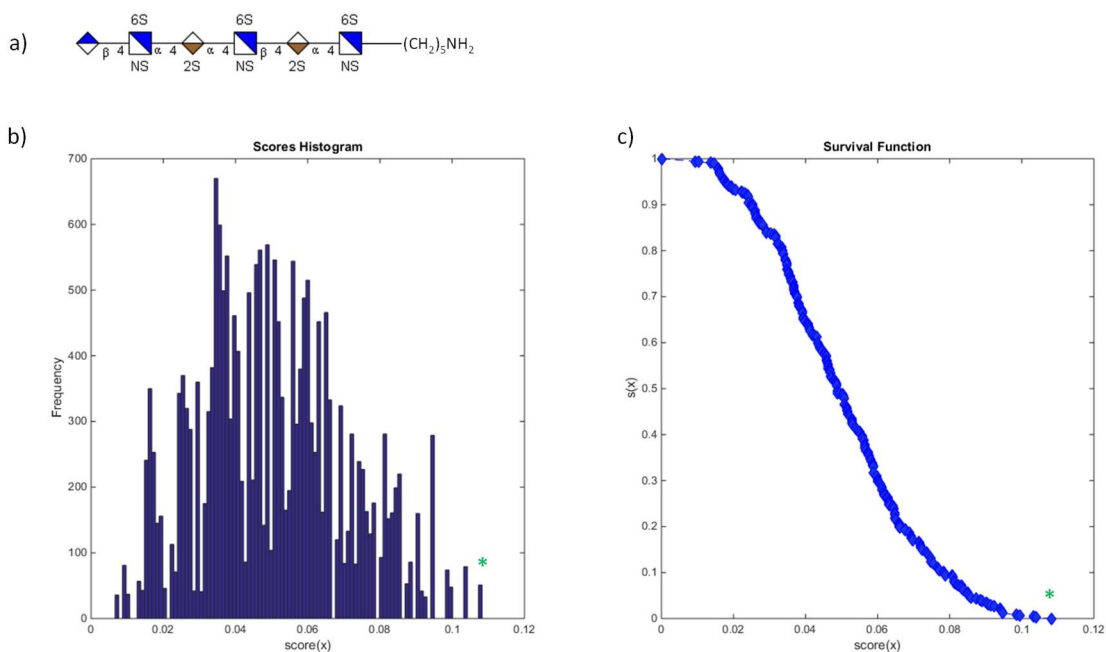 a)
6S 6S 6S
β 4 α 4 α 4 β 4 α 4 (CH2)5NH2
NS 2S NS 2S NS
b)
Scores Histogram
700
600
500
400
300
200
100
0
Frequency
0 0.02 0.04 0.06 0.08 0.1 0.12
score(x)
*
c)
Survival Function
1
0.9
0.8
0.7
0.6
0.5
0.4
0.3
0.2
0.1
0
s(x)
0 0.02 0.04 0.06 0.08 0.1 0.12
score(x)
*